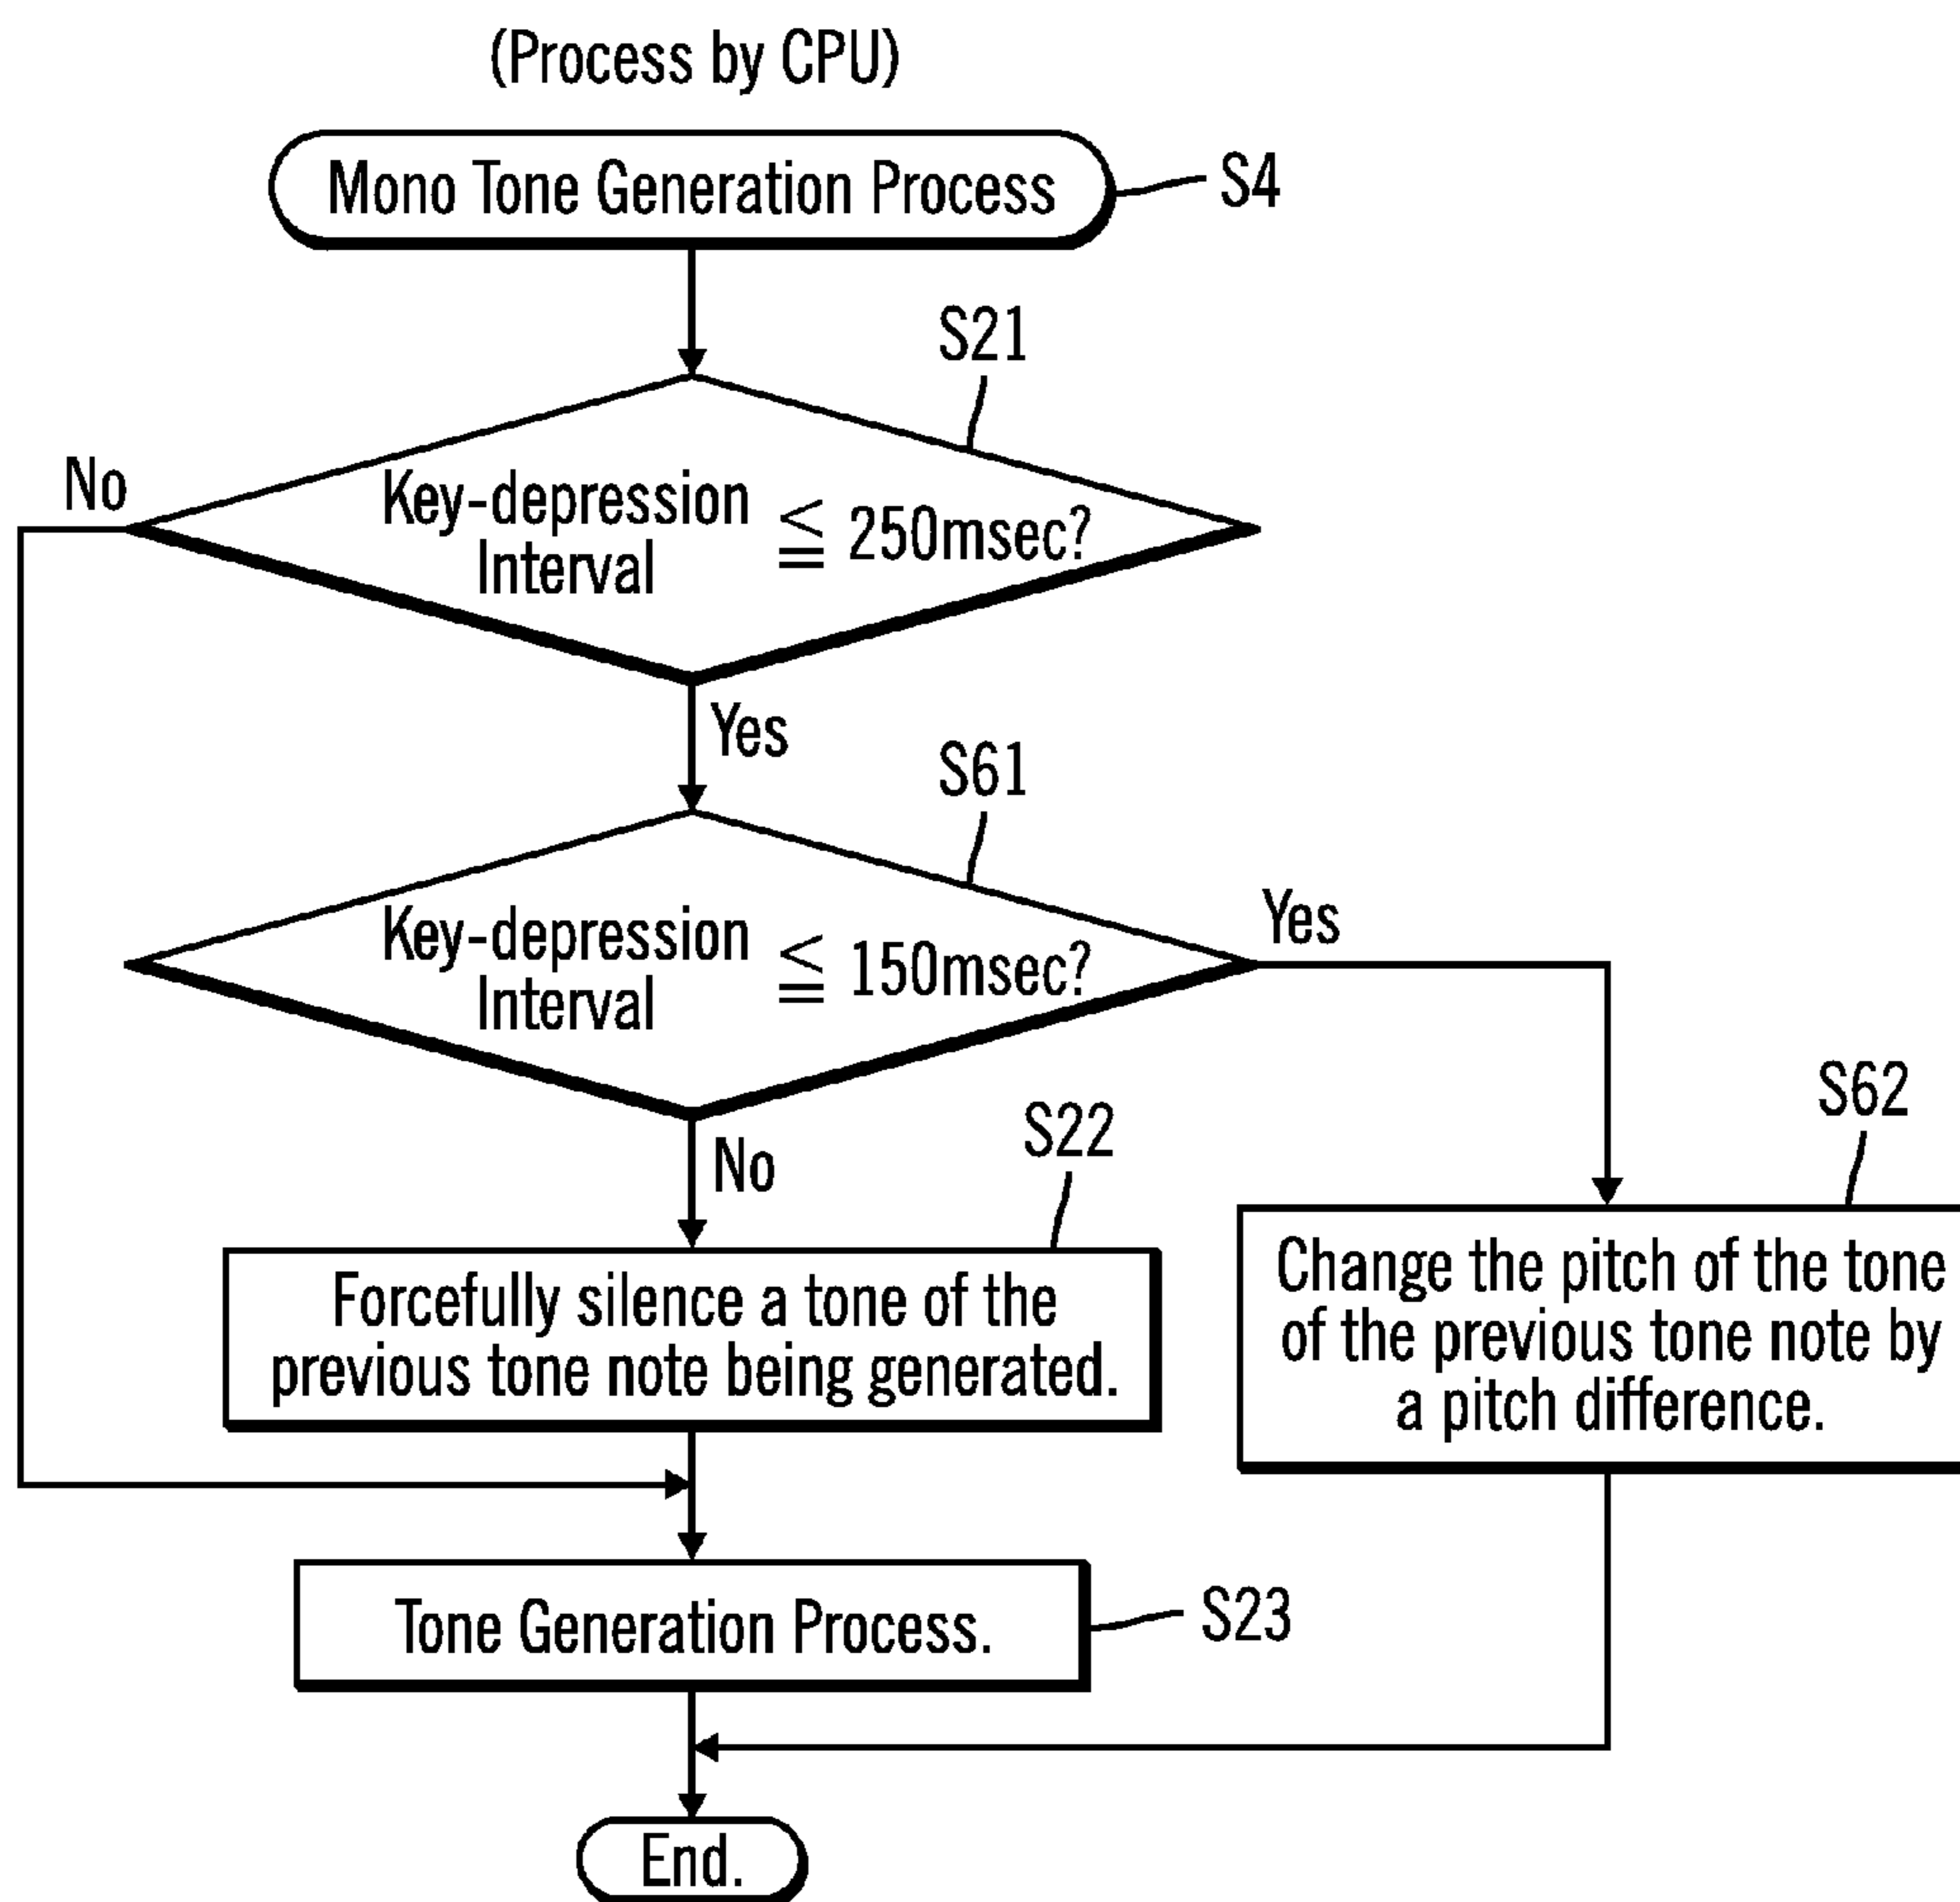 (Process by CPU)
Mono Tone Generation Process
S4
S21
No
Key-depression
Interval
≦ 250msec?
Yes
S61
Key-depression
Interval
≦ 150msec?
Yes
No
S22
S62
Forcefully silence a tone of the
previous tone note being generated.
Change the pitch of the tone
of the previous tone note by
a pitch difference.
Tone Generation Process.
S23
End.